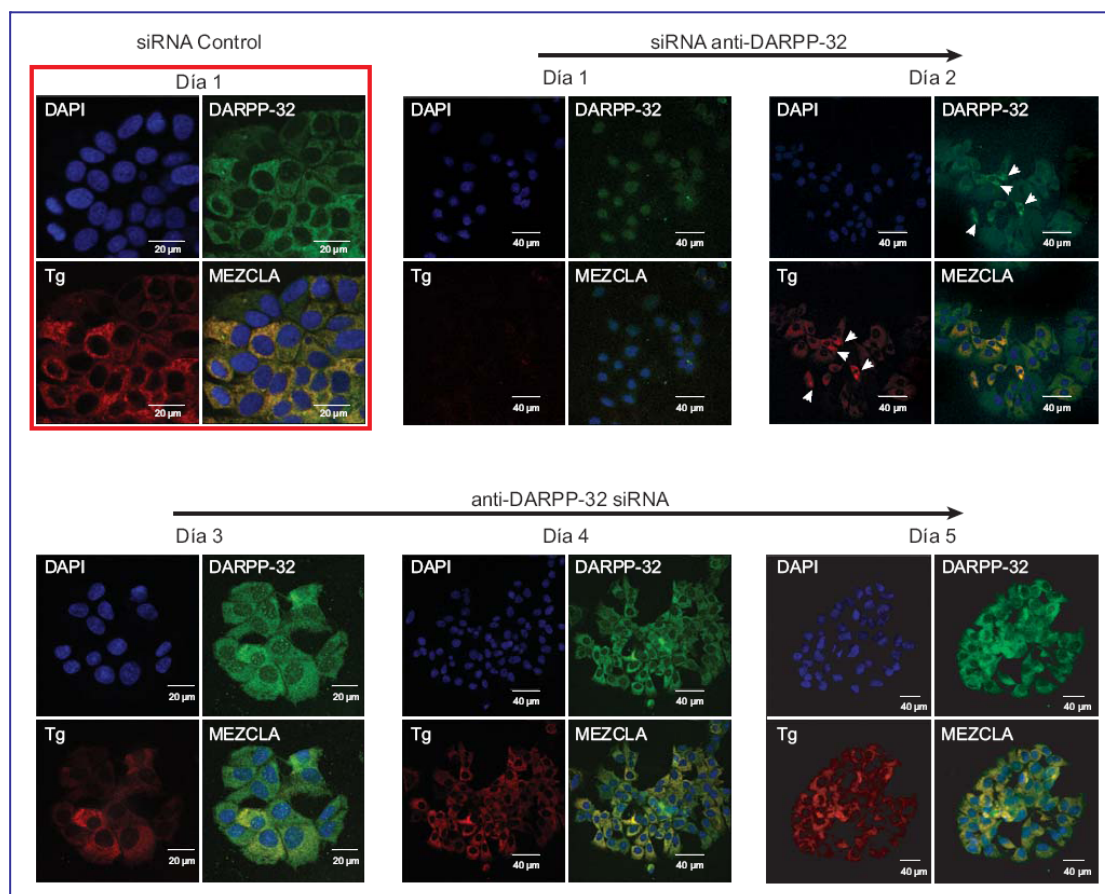 siRNA Control
siRNA anti-DARPP-32
Día 1
Día 1
Día 2
DAPI
DARPP-32
DAPI
DARPP-32
DAPI
DARPP-32
20 µm
20 µm
40 µm
40 µm
40 µm
40 µm
Tg
MEZCLA
Tg
MEZCLA
Tg
MEZCLA
20 µm
20 µm
40 µm
40 µm
40 µm
40 µm
anti-DARPP-32 siRNA
Día 3
Día 4
Día 5
DAPI
DARPP-32
DAPI
DARPP-32
DAPI
DARPP-32
20 µm
20 µm
40 µm
40 µm
40 µm
40 µm
Tg
MEZCLA
Tg
MEZCLA
Tg
MEZCLA
20 µm
20 µm
40 µm
40 µm
40 µm
40 µm